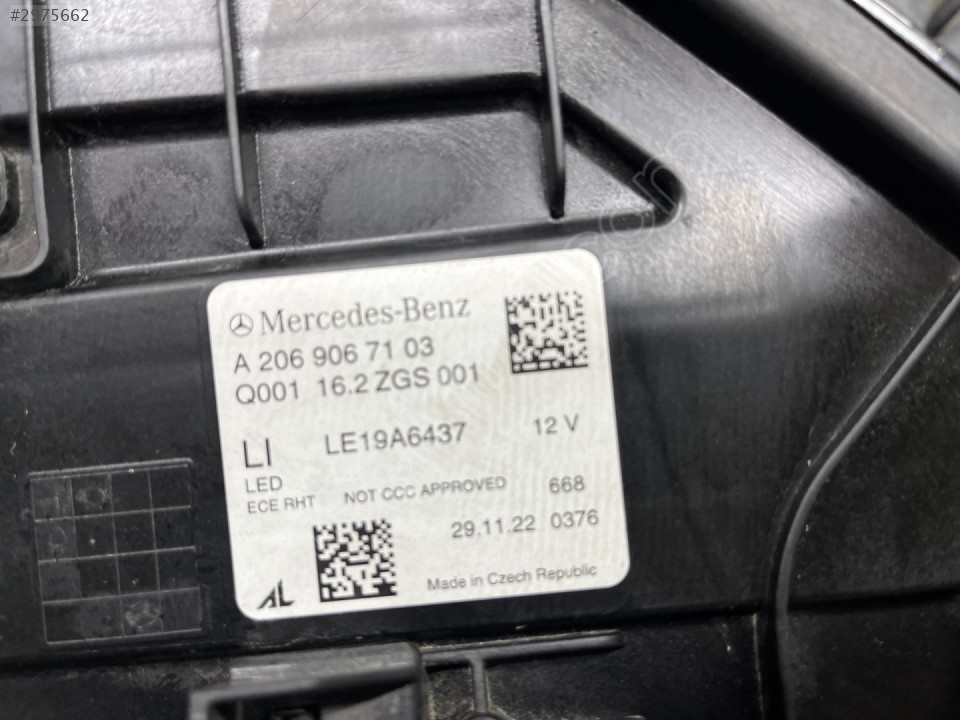 #2975662
Mercedes-Benz
A 206 906 71 03
Q001 16.2 ZGS 001
LI LE19A6437 12 V
LED
ECE RHT NOT CCC APPROVED 668
29.11.22 0376
AL Made in Czech Republic